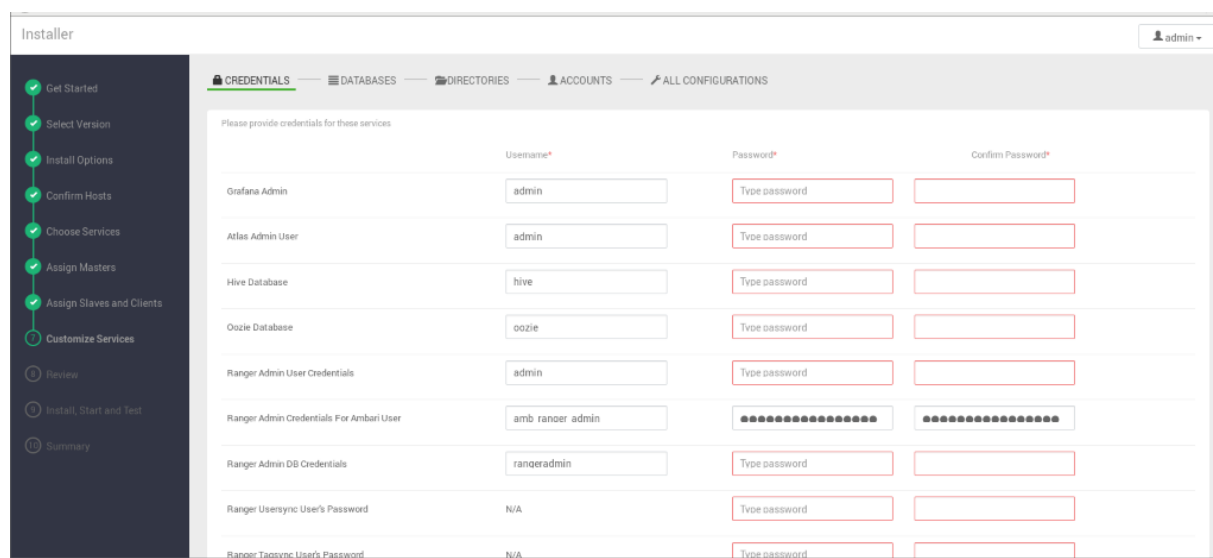 Installer
admin
Get Started
Select Version
Install Options
Confirm Hosts
Choose Services
Assign Masters
Assign Slaves and Clients
7 Customize Services
8 Review
9 Install, Start and Test
10 Summary
CREDENTIALS DATABASES DIRECTORIES ACCOUNTS ALL CONFIGURATIONS
Please provide credentials for these services
Username* Password* Confirm Password*
Grafana Admin admin Type password
Atlas Admin User admin Type password
Hive Database hive Type password
Oozie Database oozie Type password
Ranger Admin User Credentials admin Type password
Ranger Admin Credentials For Ambari User amb_ranger_admin
Ranger Admin DB Credentials rangeradmin Type password
Ranger Usersync User's Password N/A Type password
Ranger Tagsync User's Password N/A Type password